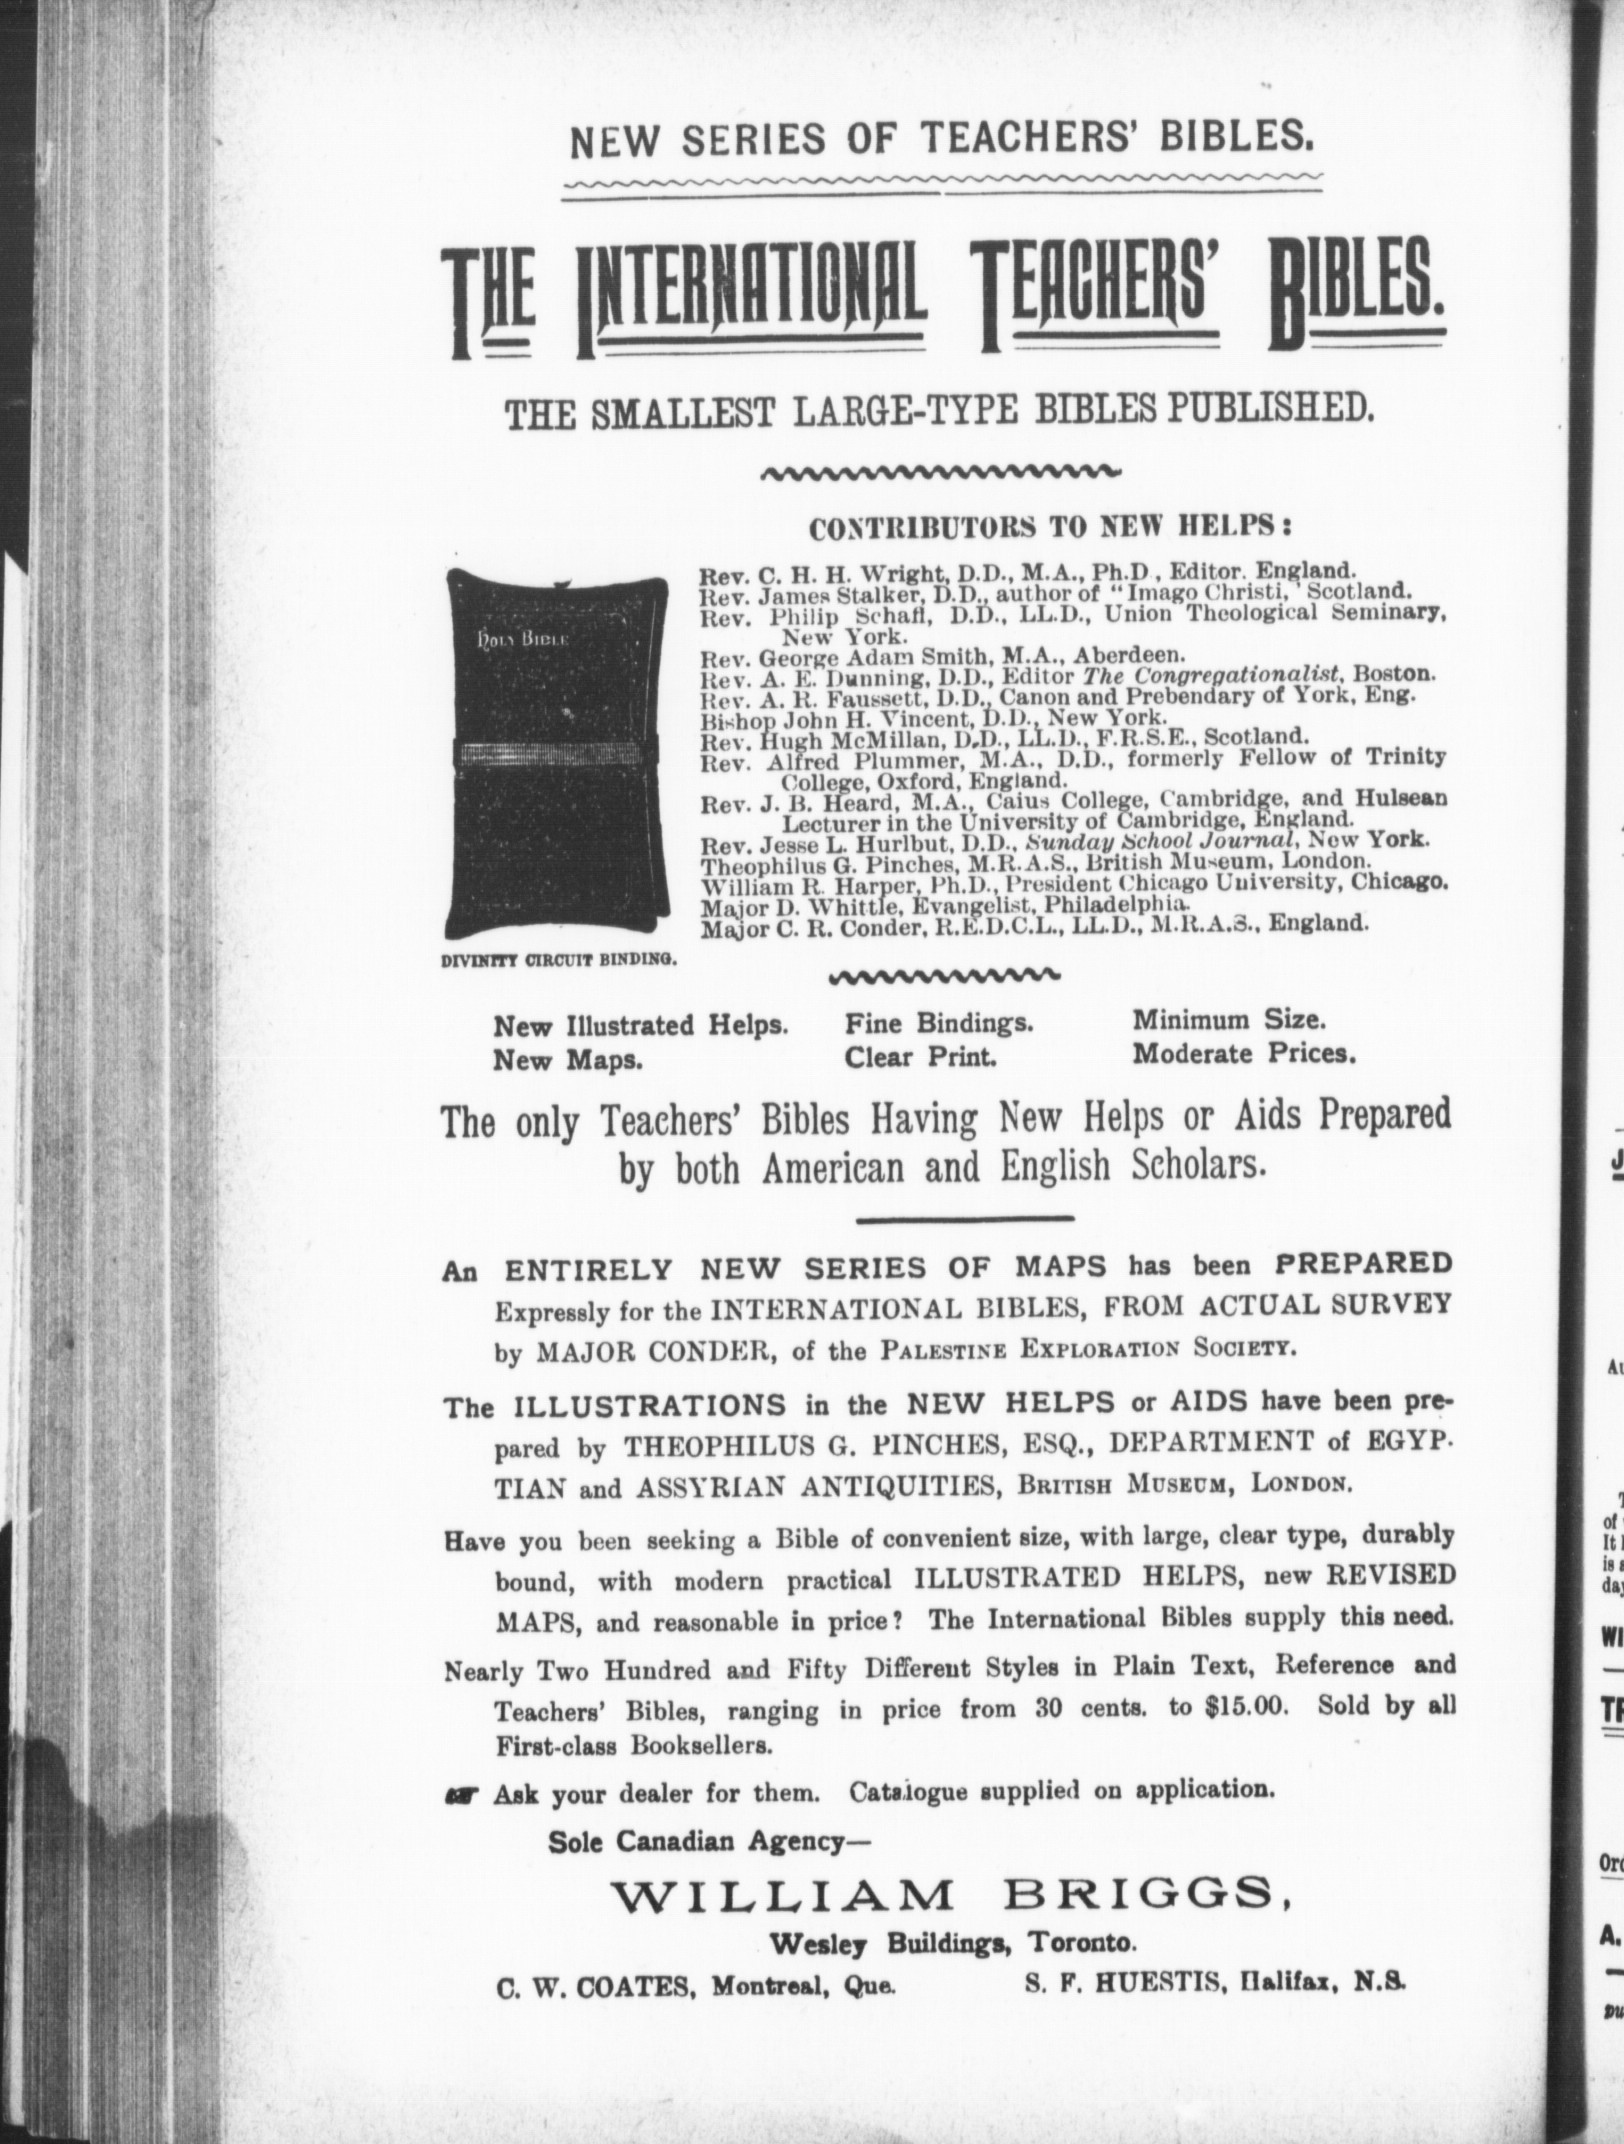 NEW SERIES OF TEACHERS' BIBLES.
THE INTERNATIONAL TEACHERS' BIBLES.
THE SMALLEST LARGE-TYPE BIBLES PUBLISHED.
CONTRIBUTORS TO NEW HELPS:
Rev. C. H. H. Wright, D.D., M.A., Ph.D., Editor. England.
Rev. James Stalker, D.D., author of "Imago Christi,' Scotland.
Rev. Philip Schaff, D.D., LL.D., Union Theological Seminary,
New York.
Rev. George Adam Smith, M.A., Aberdeen.
Rev. A. E. Dunning, D.D., Editor The Congregationalist, Boston.
Rev. A. R. Faussett, D.D., Canon and Prebendary of York, Eng.
Bishop John H. Vincent, D.D., New York.
Rev. Hugh McMillan, D.D., LL.D., F.R.S.E., Scotland.
Rev. Alfred Plummer, M.A., D.D., formerly Fellow of Trinity
College, Oxford, England.
Rev. J. B. Heard, M.A., Caius College, Cambridge, and Hulsean
Lecturer in the University of Cambridge, England.
Rev. Jesse L. Hurlbut, D.D., Sunday School Journal, New York.
Theophilus G. Pinches, M.R.A.S., British Museum, London.
William R. Harper, Ph.D., President Chicago University, Chicago.
Major D. Whittle, Evangelist, Philadelphia.
Major C. R. Conder, R.E.D.C.L., LL.D., M.R.A.S., England.
HOLY BIBLE
DIVINITY CIRCUIT BINDING.
New Illustrated Helps. Fine Bindings. Minimum Size.
New Maps. Clear Print. Moderate Prices.
The only Teachers' Bibles Having New Helps or Aids Prepared
by both American and English Scholars.
An ENTIRELY NEW SERIES OF MAPS has been PREPARED
Expressly for the INTERNATIONAL BIBLES, FROM ACTUAL SURVEY
by MAJOR CONDER, of the PALESTINE EXPLORATION SOCIETY.
The ILLUSTRATIONS in the NEW HELPS or AIDS have been pre-
pared by THEOPHILUS G. PINCHES, ESQ., DEPARTMENT of EGYP-
TIAN and ASSYRIAN ANTIQUITIES, BRITISH MUSEUM, LONDON.
Have you been seeking a Bible of convenient size, with large, clear type, durably
bound, with modern practical ILLUSTRATED HELPS, new REVISED
MAPS, and reasonable in price? The International Bibles supply this need.
Nearly Two Hundred and Fifty Different Styles in Plain Text, Reference and
Teachers' Bibles, ranging in price from 30 cents. to $15.00. Sold by all
First-class Booksellers.
☞ Ask your dealer for them. Catalogue supplied on application.
Sole Canadian Agency—
WILLIAM BRIGGS,
Wesley Buildings, Toronto.
C. W. COATES, Montreal, Que. S. F. HUESTIS, Halifax, N.S.